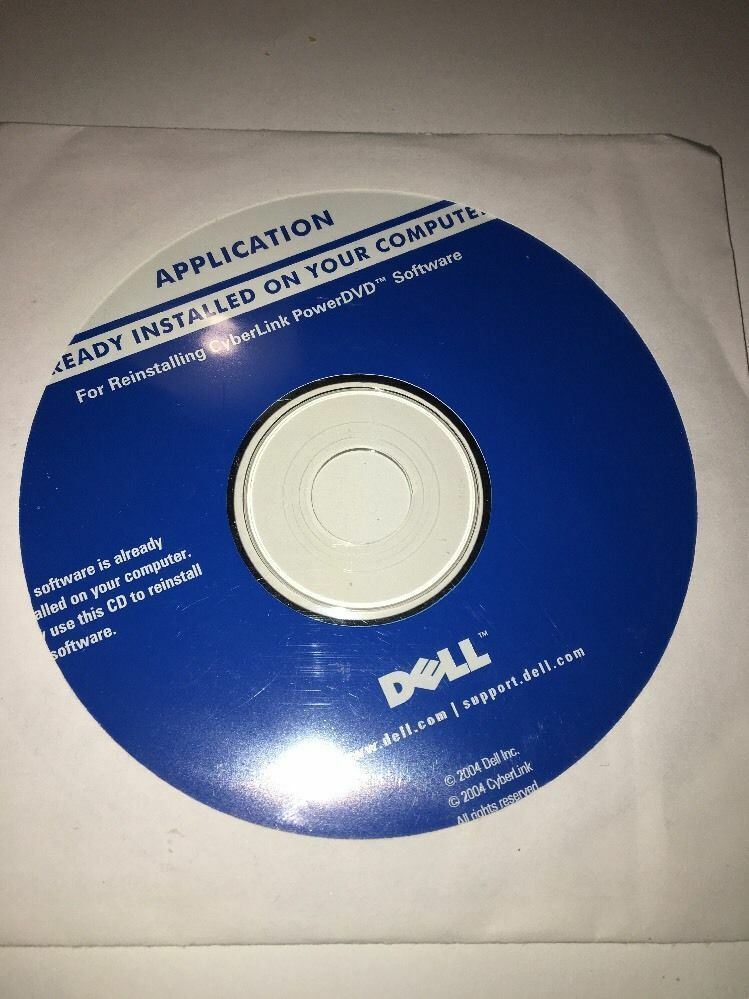 APPLICATION
READY INSTALLED ON YOUR COMPUTE
For Reinstalling CyberLink PowerDVD™ Software
software is already
alled on your computer.
use this CD to reinstall
software.
DELL™
w.dell.com | support.dell.com
© 2004 Dell Inc.
© 2004 CyberLink
All rights reserved